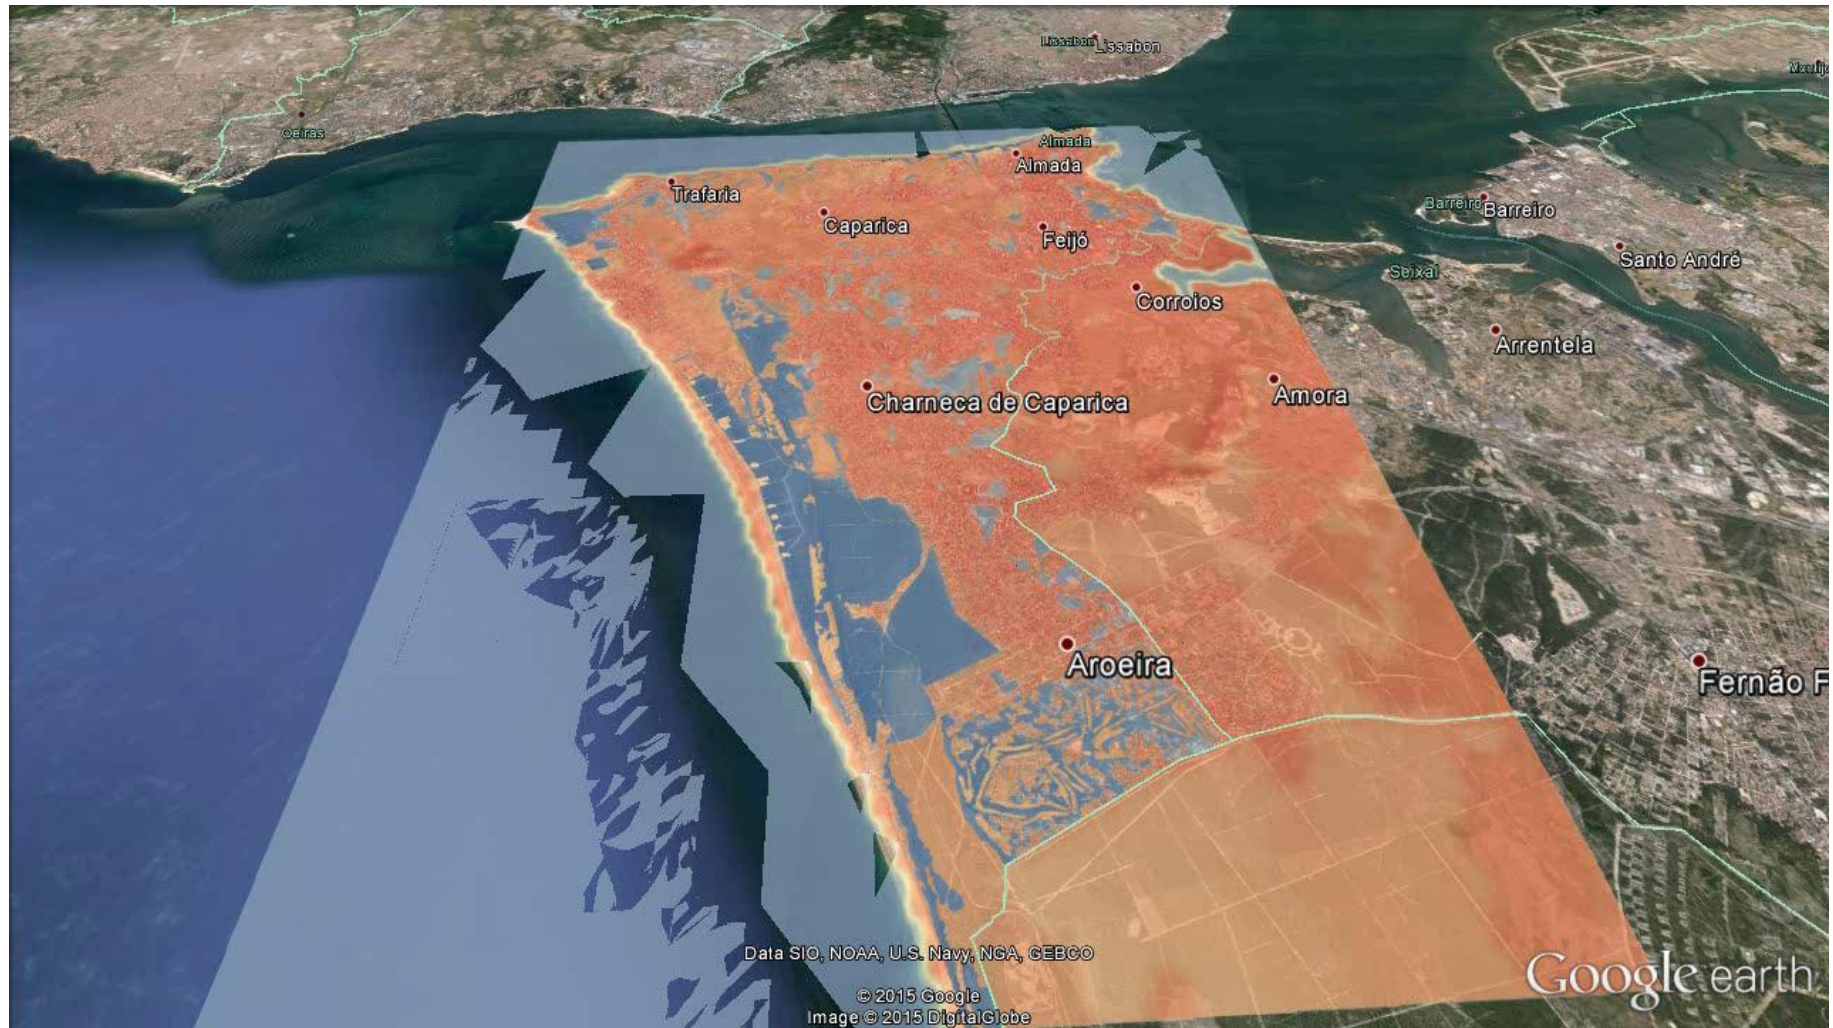 Lissabon
Lissabon
Oeiras
Almada
Almada
Trafaria
Caparica
Feijó
Barreiro
Barreiro
Santo André
Seixal
Corroios
Arrentela
Charneca de Caparica
Amora
Aroeira
Fernão F
Data SIO, NOAA, U.S. Navy, NGA, GEBCO
© 2015 Google
Image © 2015 DigitalGlobe
Google earth